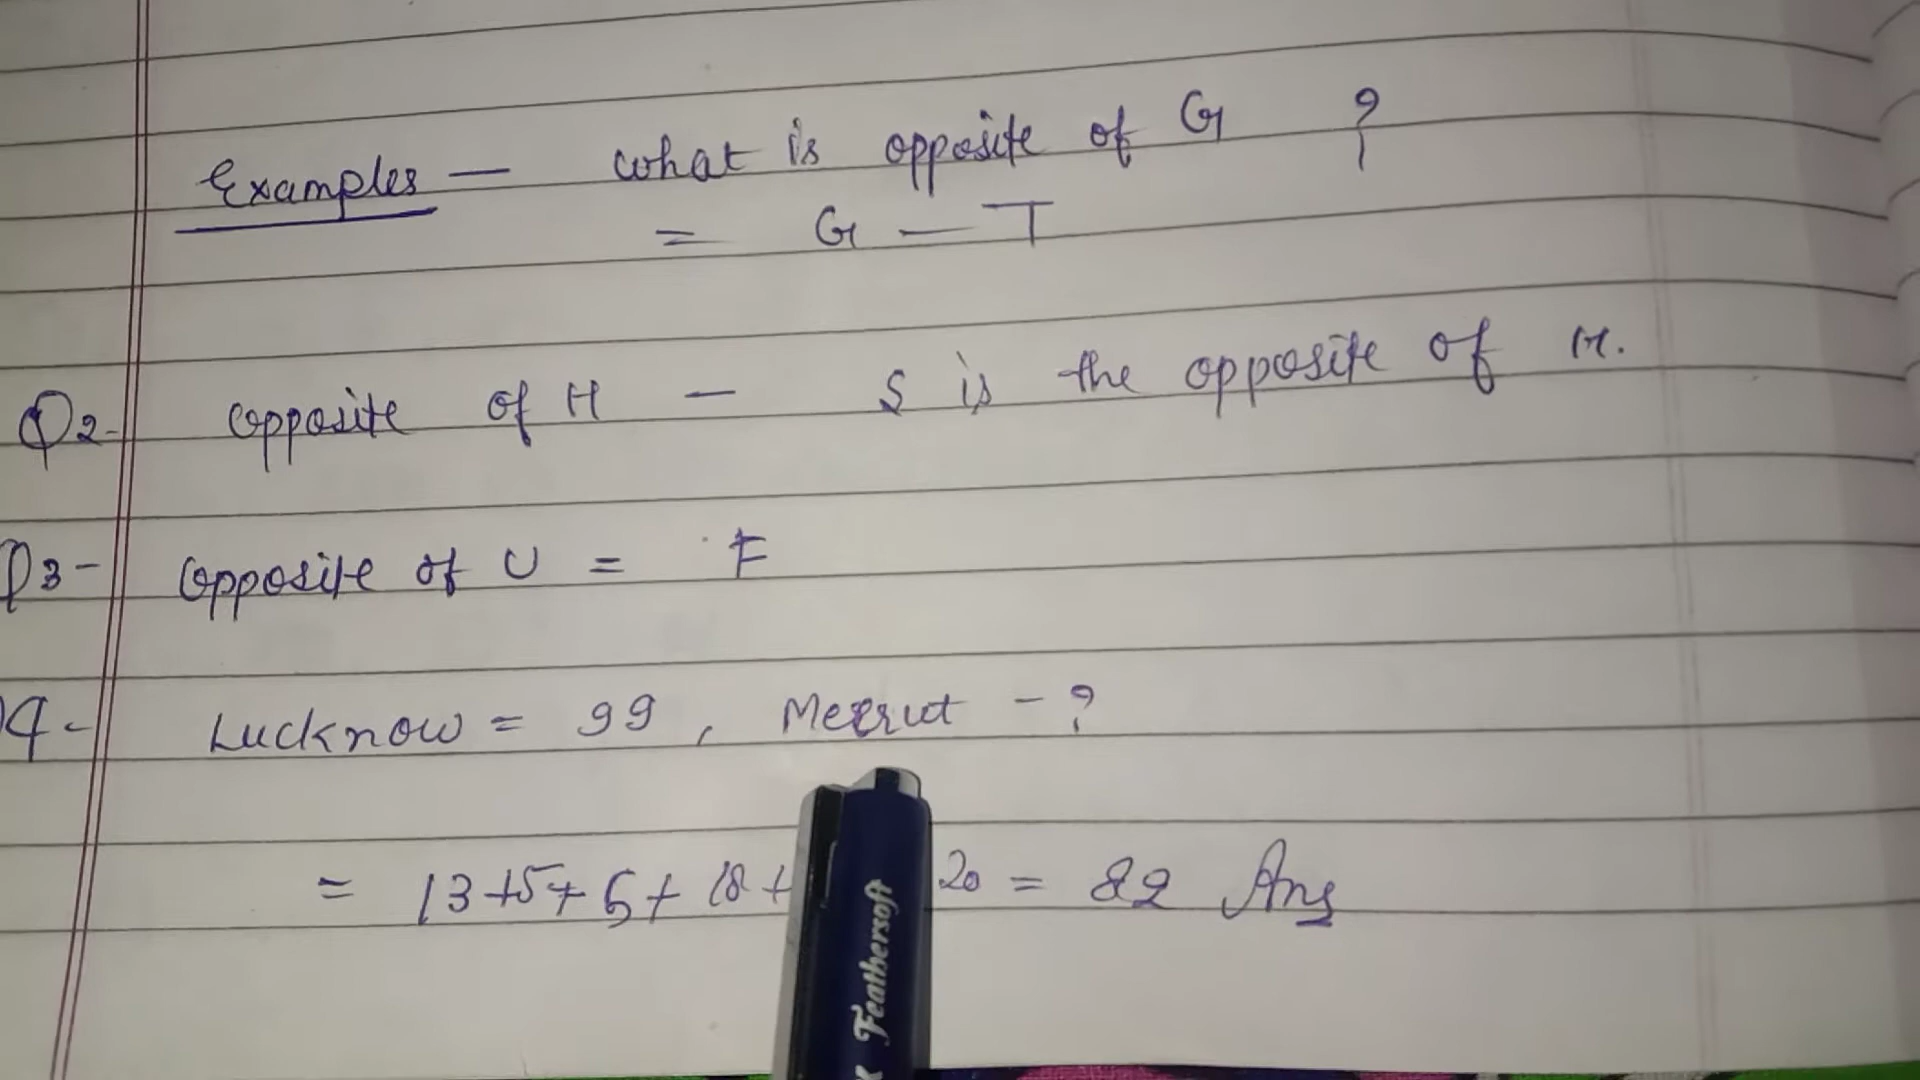 Examples — What is opposite of G ?
= G — T
Q2- Opposite of H — S is the opposite of H.
Q3- Opposite of U = F
Q4- Lucknow = 99, Meerut - ?
= 13+5+5+18+ 20 = 82 Ans
Feathersoft